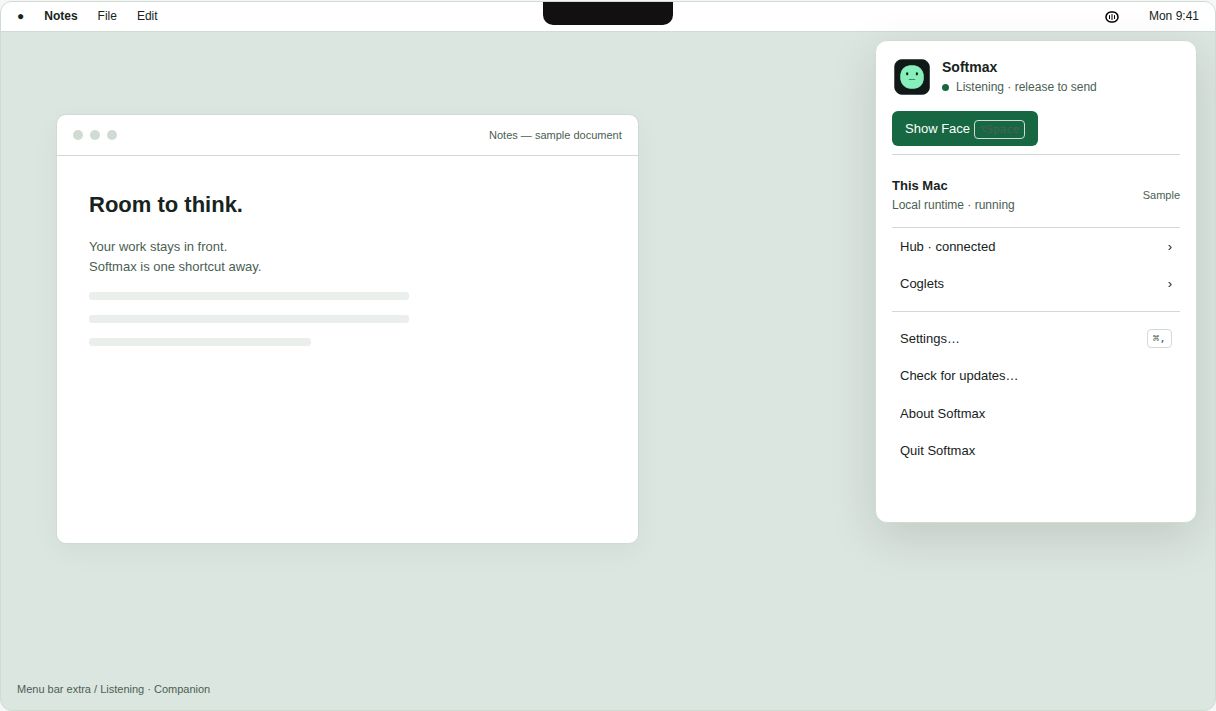 Notes File Edit
Mon 9:41
Notes — sample document
Room to think.
Your work stays in front.
Softmax is one shortcut away.
Softmax
Listening · release to send
Show Face ⌥Space
This Mac
Local runtime · running
Sample
Hub · connected ›
Coglets ›
Settings… ⌘,
Check for updates…
About Softmax
Quit Softmax
Menu bar extra / Listening · Companion